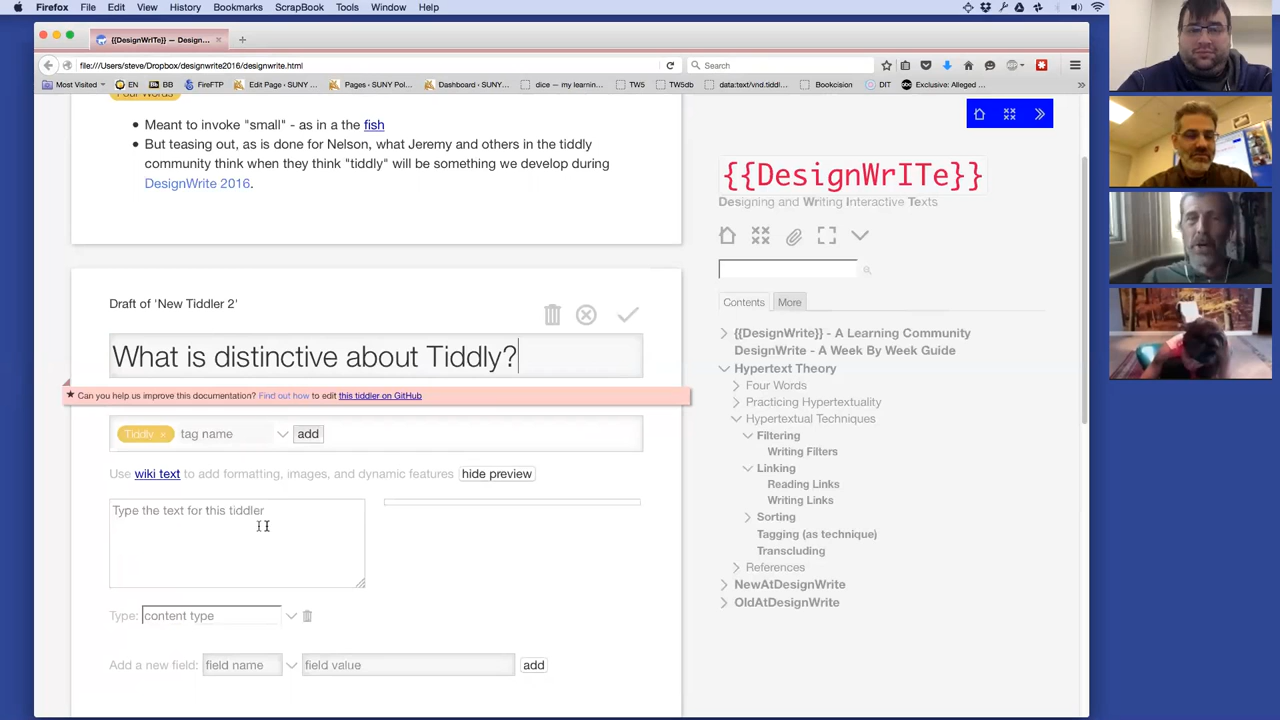 Firefox File Edit View History Bookmarks ScrapBook Tools Window Help
{{DesignWrITe}} — Design...
file:///Users/steve/Dropbox/designwrite2016/designwrite.html
Search
Most Visited EN BB FireFTP Edit Page - SUNY ... Pages - SUNY Pol... Dashboard - SUNY... dice — my learnin... TW5 TW5db data:text/vnd.tiddl... Bookcision DIT Exclusive: Alleged ...
Four Words
Meant to invoke "small" - as in a the fish
But teasing out, as is done for Nelson, what Jeremy and others in the tiddly
community think when they think "tiddly" will be something we develop during
DesignWrite 2016.
Draft of 'New Tiddler 2'
What is distinctive about Tiddly?
Can you help us improve this documentation? Find out how to edit this tiddler on GitHub
Tiddly × tag name add
Use wiki text to add formatting, images, and dynamic features hide preview
Type the text for this tiddler
Type: content type
Add a new field: field name field value add
{{DesignWrITe}}
Designing and Writing Interactive Texts
Contents More
{{DesignWrite}} - A Learning Community
DesignWrite - A Week By Week Guide
Hypertext Theory
Four Words
Practicing Hypertextuality
Hypertextual Techniques
Filtering
Writing Filters
Linking
Reading Links
Writing Links
Sorting
Tagging (as technique)
Transcluding
References
NewAtDesignWrite
OldAtDesignWrite